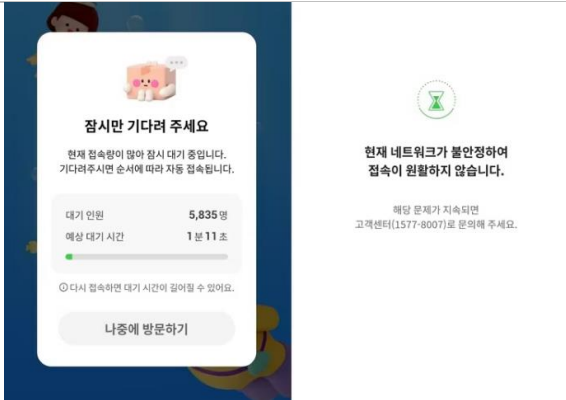 잠시만 기다려 주세요
현재 접속량이 많아 잠시 대기 중입니다.
기다려주시면 순서에 따라 자동 접속됩니다.
대기 인원 5,835 명
예상 대기 시간 1 분 11 초
다시 접속하면 대기 시간이 길어질 수 있어요.
나중에 방문하기
현재 네트워크가 불안정하여
접속이 원활하지 않습니다.
해당 문제가 지속되면
고객센터(1577-8007)로 문의해 주세요.